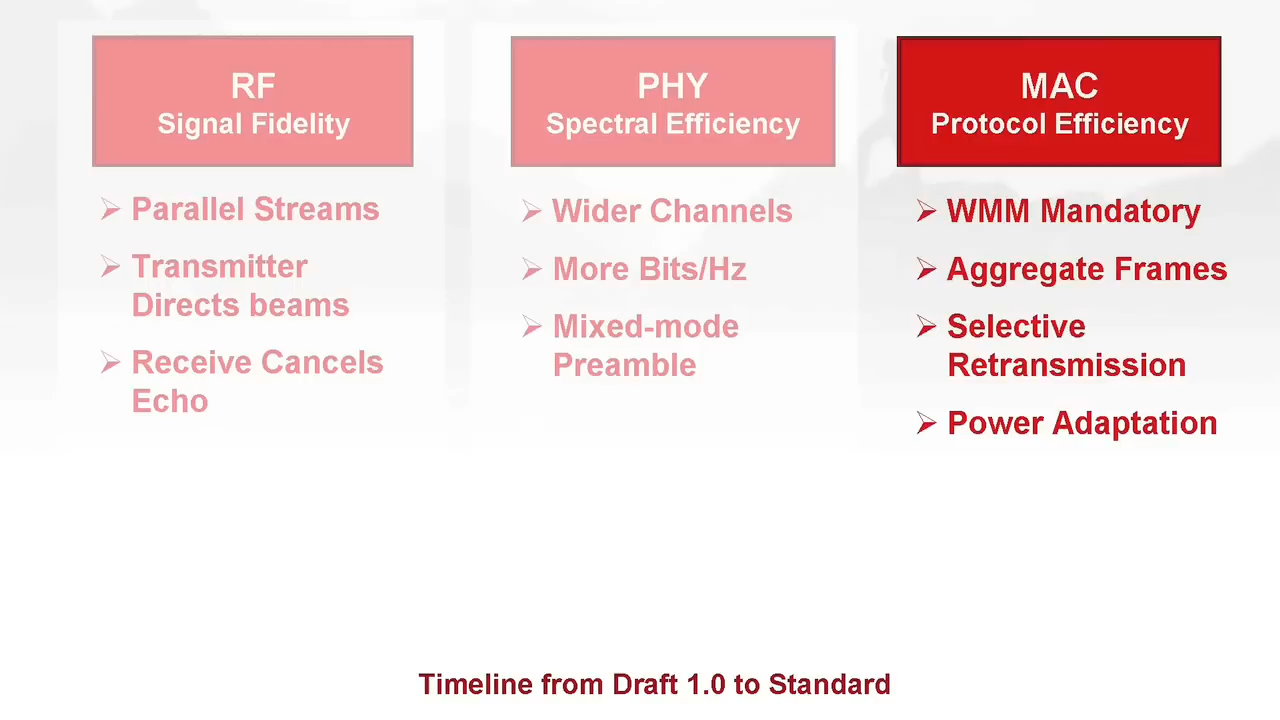 RF
Signal Fidelity
Parallel Streams
Transmitter
Directs beams
Receive Cancels
Echo
PHY
Spectral Efficiency
Wider Channels
More Bits/Hz
Mixed-mode
Preamble
MAC
Protocol Efficiency
WMM Mandatory
Aggregate Frames
Selective
Retransmission
Power Adaptation
Timeline from Draft 1.0 to Standard